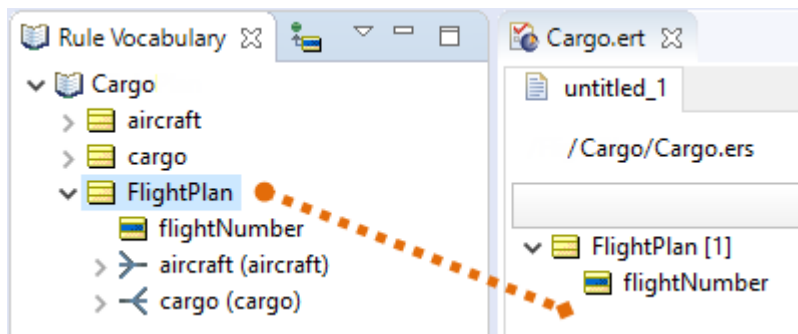 Rule Vocabulary
Cargo
aircraft
cargo
FlightPlan
flightNumber
aircraft (aircraft)
cargo (cargo)
Cargo.ert
untitled_1
/Cargo/Cargo.ers
FlightPlan [1]
flightNumber